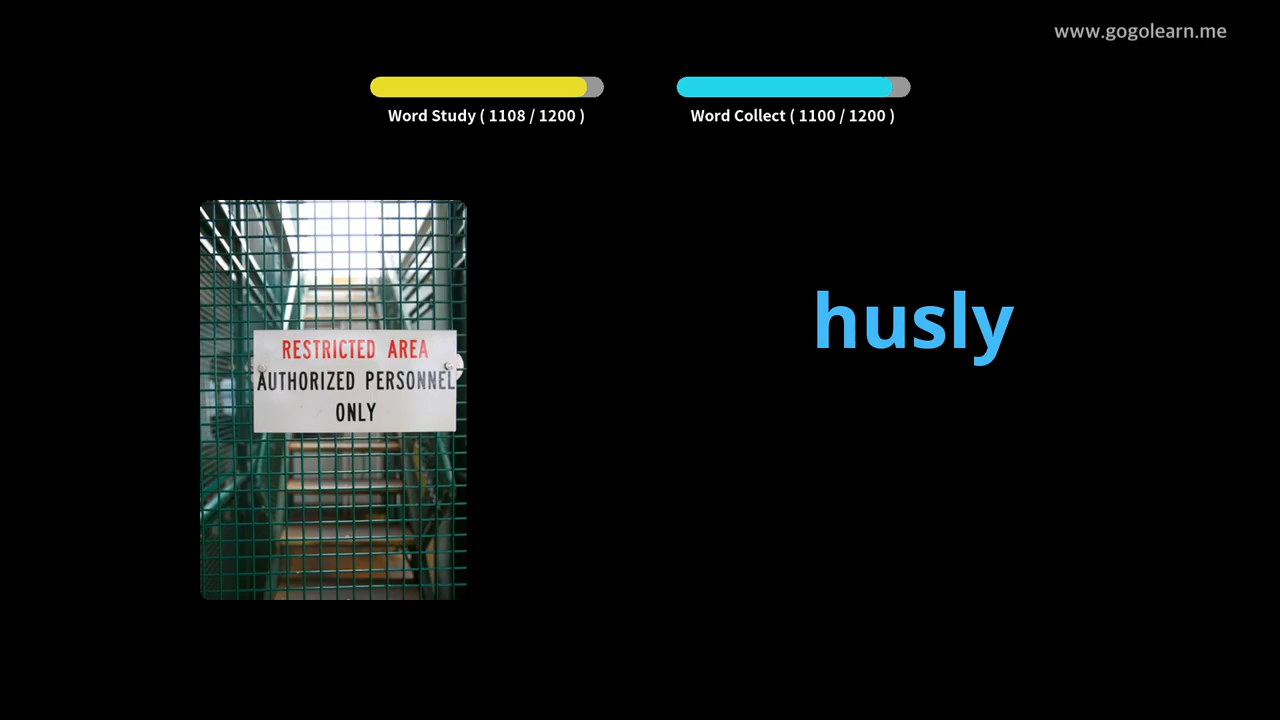 www.gogolearn.me
Word Study ( 1108 / 1200 )
Word Collect ( 1100 / 1200 )
RESTRICTED AREA
AUTHORIZED PERSONNEL
ONLY
husly